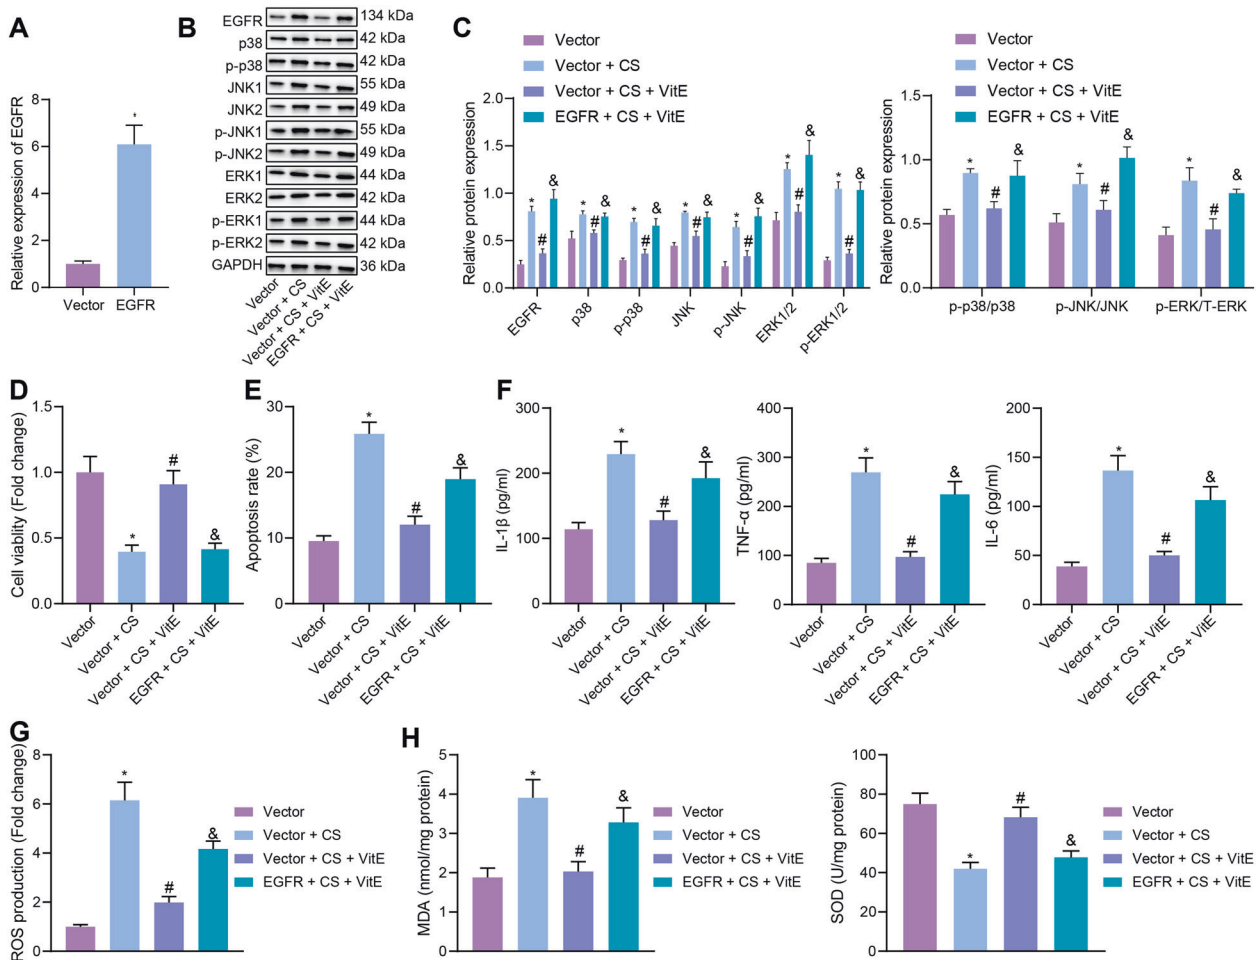 A
Relative expression of EGFR
8
6
4
2
0
*
Vector
EGFR
B
EGFR 134 kDa
p38 42 kDa
p-p38 42 kDa
JNK1 55 kDa
JNK2 49 kDa
p-JNK1 55 kDa
p-JNK2 49 kDa
ERK1 44 kDa
ERK2 42 kDa
p-ERK1 44 kDa
p-ERK2 42 kDa
GAPDH 36 kDa
Vector
Vector + CS
Vector + CS + VitE
EGFR + CS + VitE
C
Vector
Vector + CS
Vector + CS + VitE
EGFR + CS + VitE
Relative protein expression
2.0
1.5
1.0
0.5
0.0
* # &
* # &
* # &
* # &
* # &
* # &
* # &
EGFR
p38
p-p38
JNK
p-JNK
ERK1/2
p-ERK1/2
Vector
Vector + CS
Vector + CS + VitE
EGFR + CS + VitE
Relative protein expression
1.5
1.0
0.5
0.0
* # &
* # &
* # &
p-p38/p38
p-JNK/JNK
p-ERK/T-ERK
D
Cell viablity (Fold change)
1.5
1.0
0.5
0.0
* # &
Vector
Vector + CS
Vector + CS + VitE
EGFR + CS + VitE
E
Apoptosis rate (%)
30
20
10
0
* # &
Vector
Vector + CS
Vector + CS + VitE
EGFR + CS + VitE
F
IL-1β (pg/ml)
300
200
100
0
* # &
Vector
Vector + CS
Vector + CS + VitE
EGFR + CS + VitE
TNF-α (pg/ml)
400
300
200
100
0
* # &
Vector
Vector + CS
Vector + CS + VitE
EGFR + CS + VitE
IL-6 (pg/ml)
200
150
100
50
0
* # &
Vector
Vector + CS
Vector + CS + VitE
EGFR + CS + VitE
G
ROS production (Fold change)
8
6
4
2
0
* # &
Vector
Vector + CS
Vector + CS + VitE
EGFR + CS + VitE
H
MDA (nmol/mg protein)
5
4
3
2
1
0
* # &
Vector
Vector + CS
Vector + CS + VitE
EGFR + CS + VitE
SOD (U/mg protein)
80
60
40
20
0
* # &
Vector
Vector + CS
Vector + CS + VitE
EGFR + CS + VitE